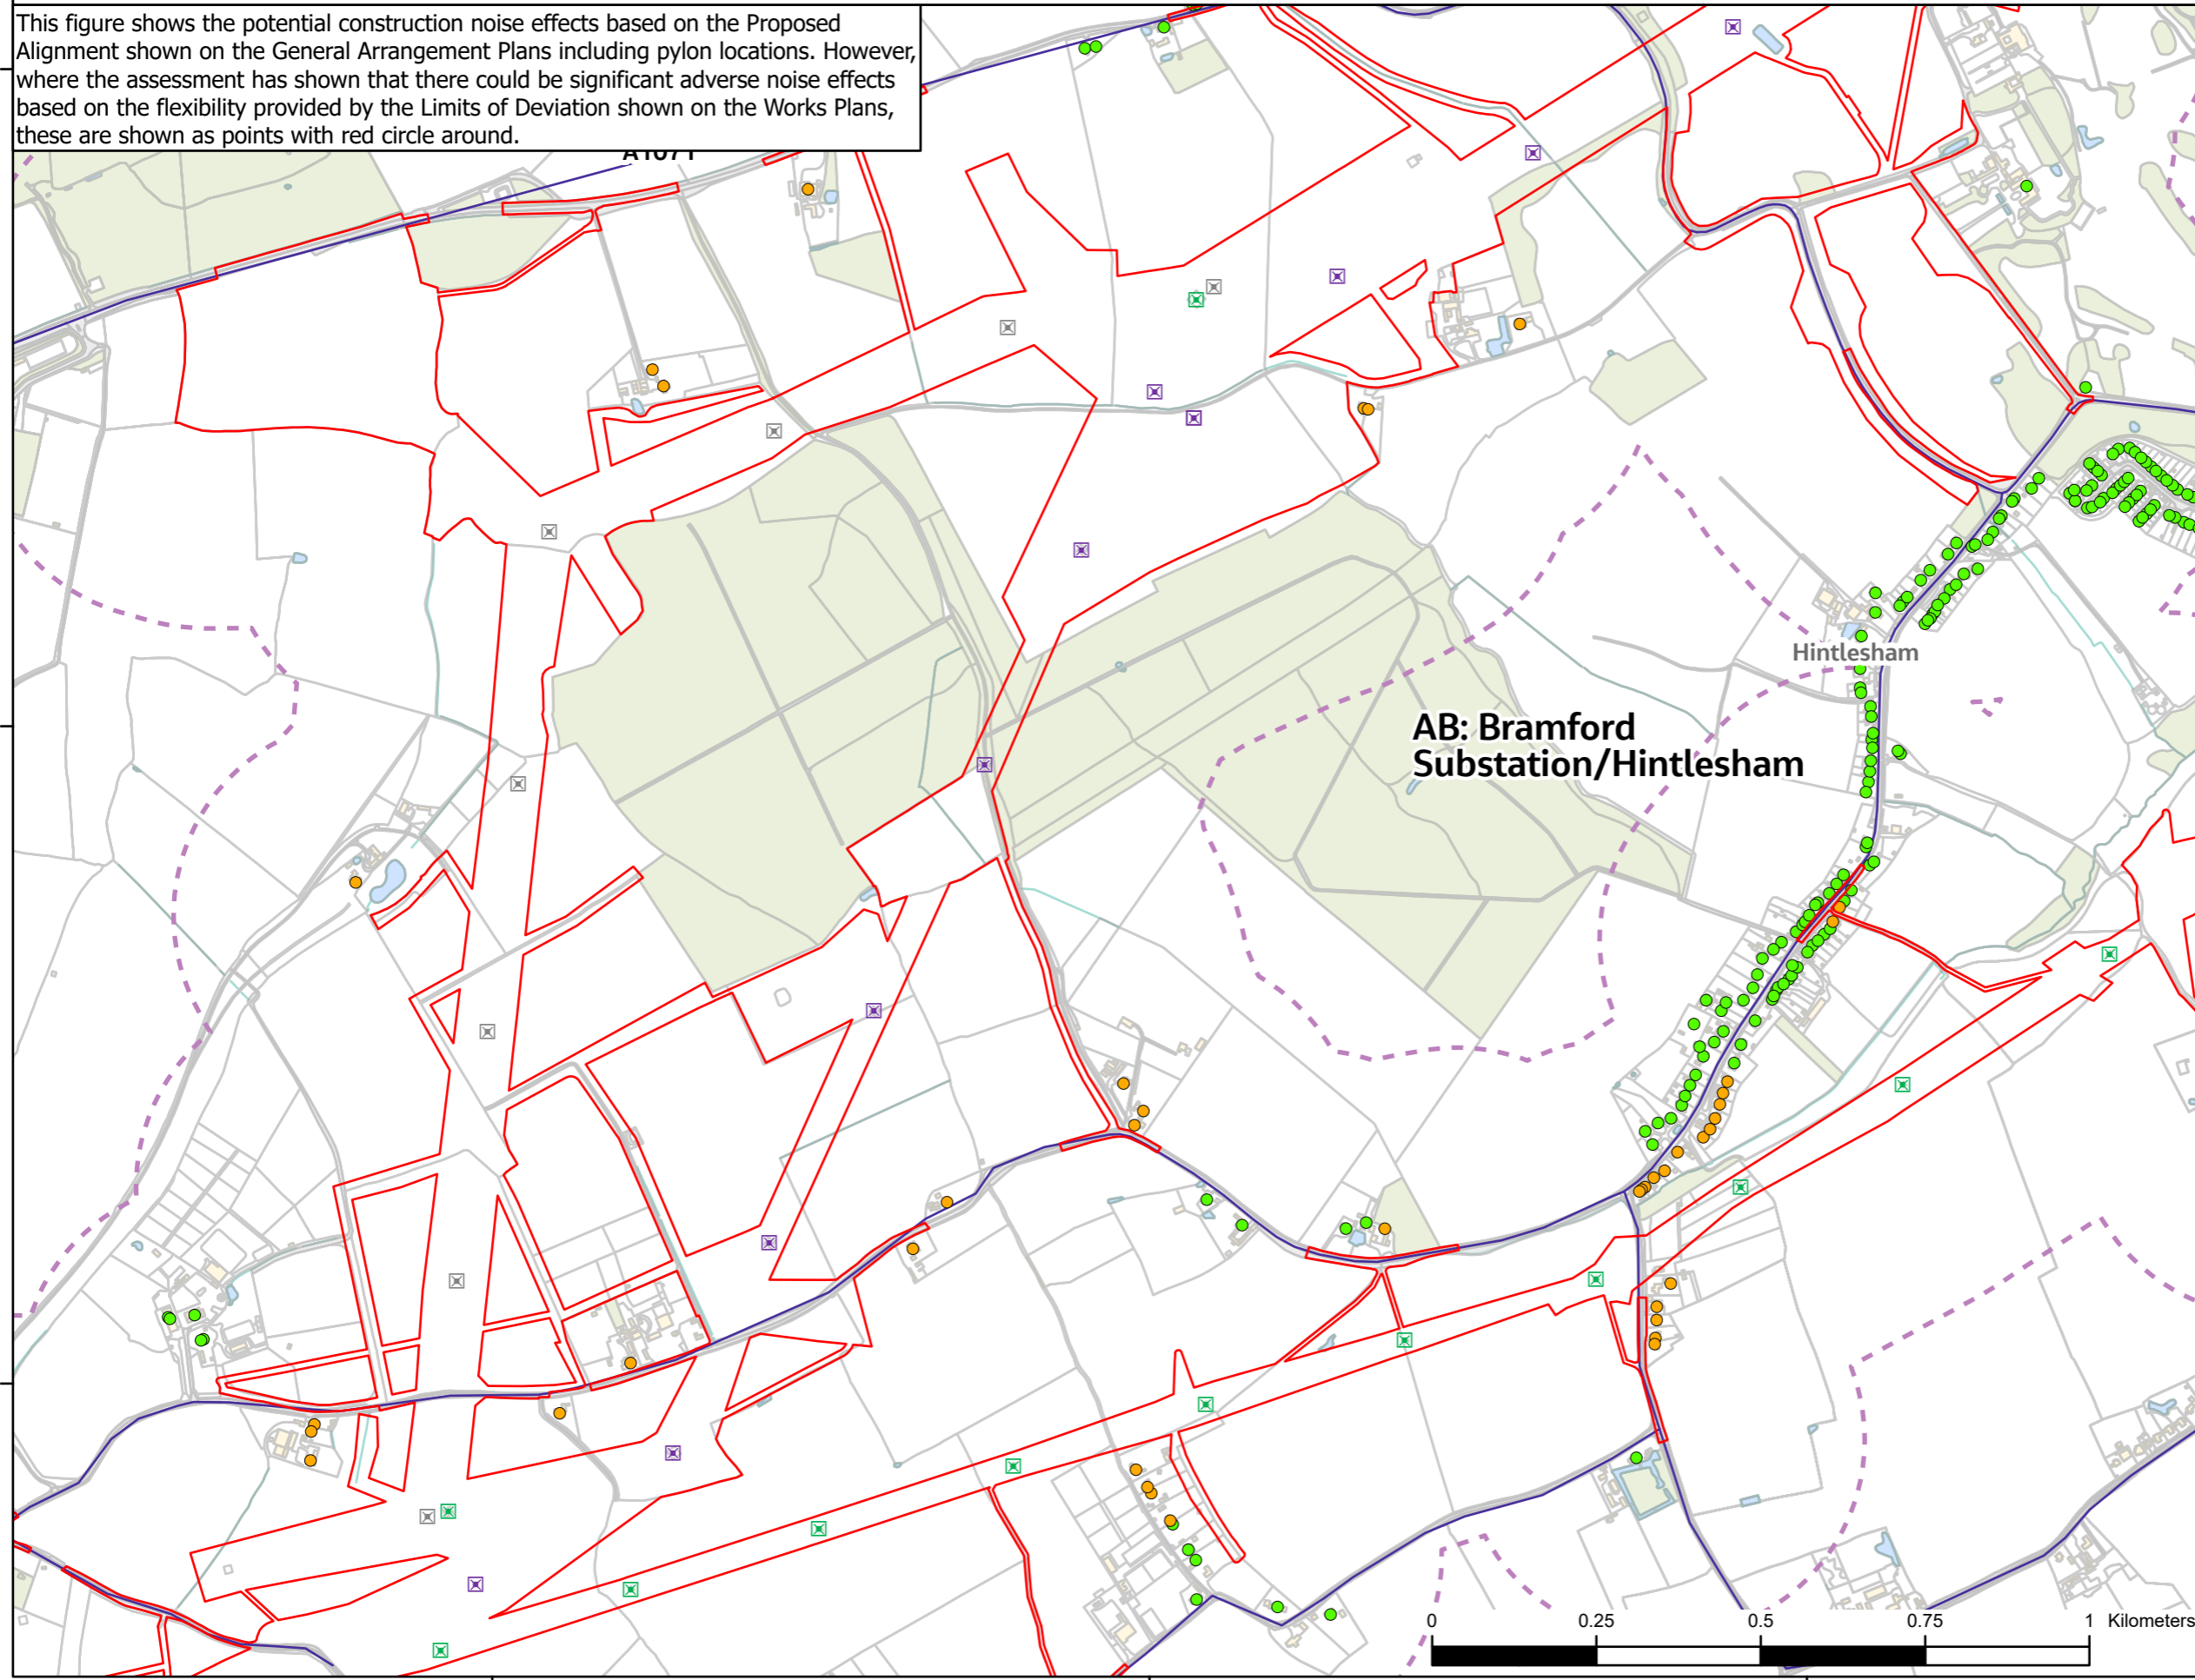 This figure shows the potential construction noise effects based on the Proposed
Alignment shown on the General Arrangement Plans including pylon locations. However,
where the assessment has shown that there could be significant adverse noise effects
based on the flexibility provided by the Limits of Deviation shown on the Works Plans,
these are shown as points with red circle around.
A1071
Hintlesham
AB: Bramford
Substation/Hintlesham
0 0.25 0.5 0.75 1 Kilometers